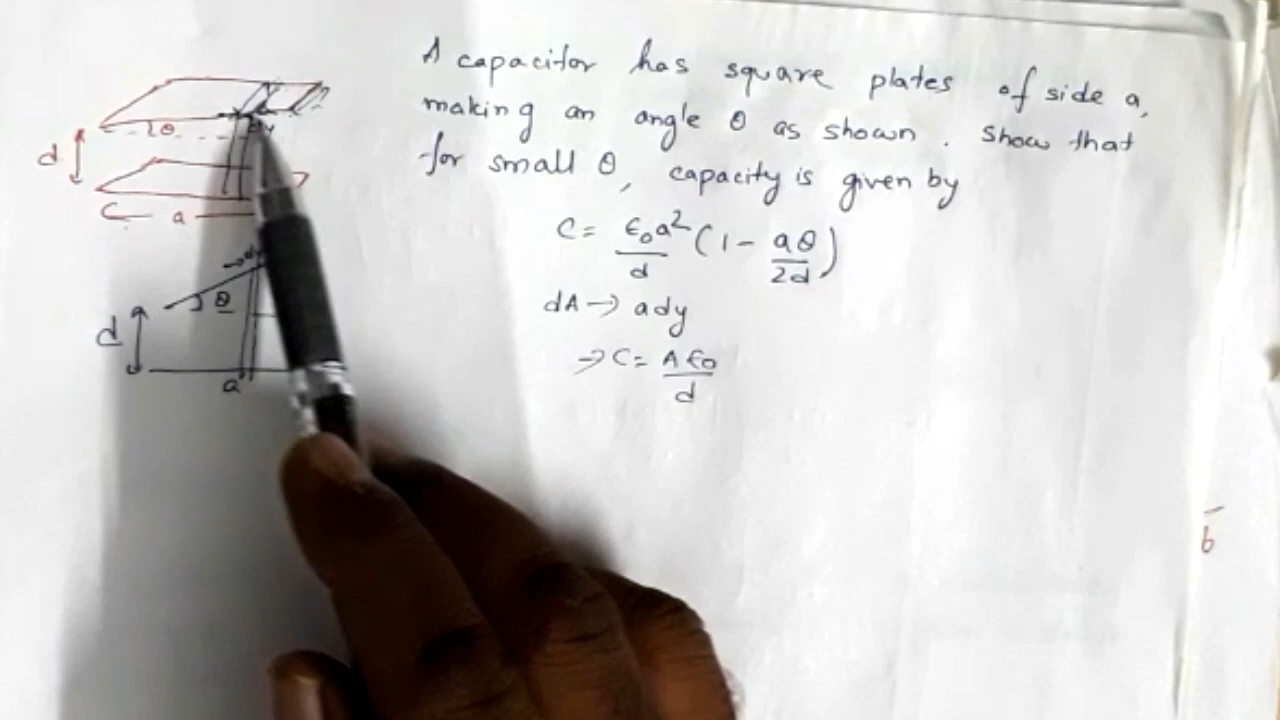 A capacitor has square plates of side a,
making an angle θ as shown. Show that
for small θ, capacity is given by
C = ε₀a²/d (1 - aθ/2d)
dA → ady
→ C = Aε₀/d
θ
d
a
θ
d
a
b